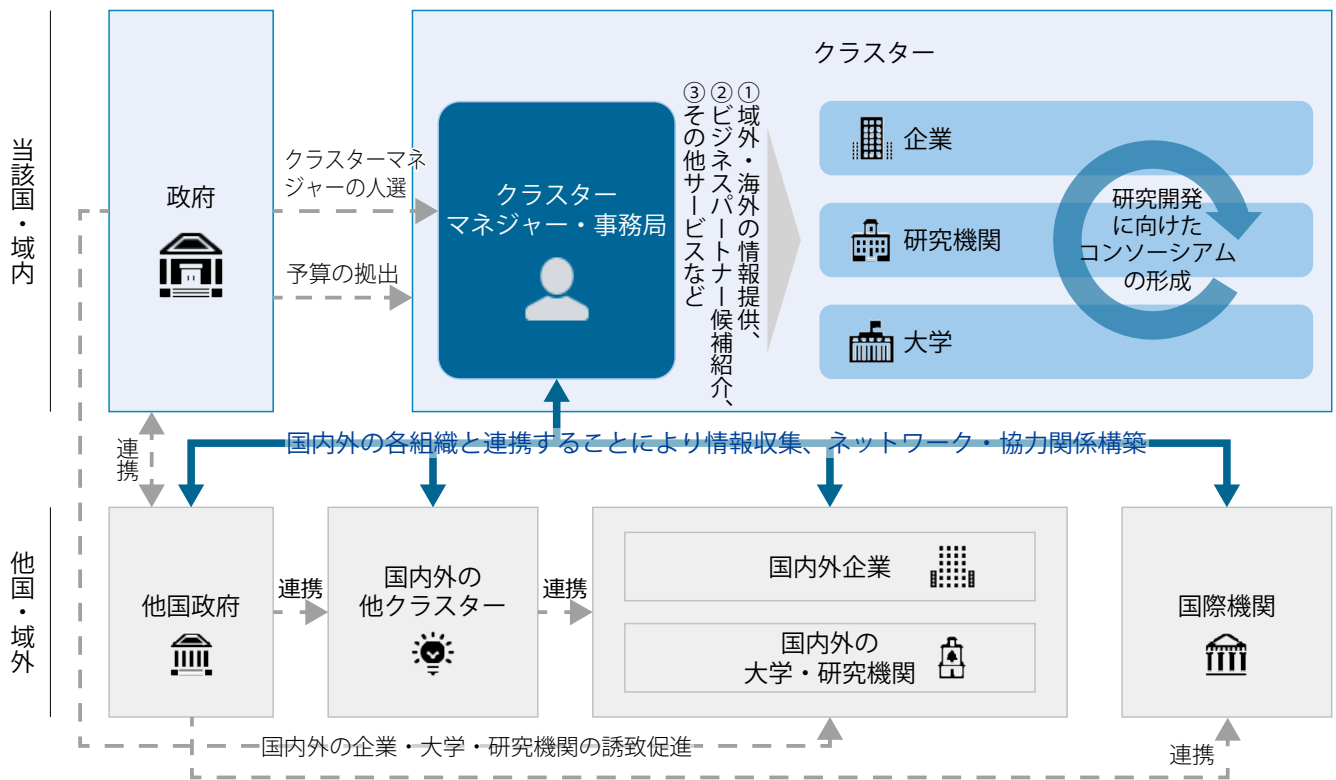 当該国・域内
政府
クラスターマネ
ジャーの人選
予算の拠出
クラスター
クラスター
マネジャー・事務局
①域外・海外の情報提供、
②ビジネスパートナー候補紹介、
③その他サービスなど
企業
研究機関
大学
研究開発
に向けた
コンソーシアム
の形成
連携
国内外の各組織と連携することにより情報収集、ネットワーク・協力関係構築
他国・域外
他国政府
連携
国内外の
他クラスター
連携
国内外企業
国内外の
大学・研究機関
国際機関
国内外の企業・大学・研究機関の誘致促進
連携